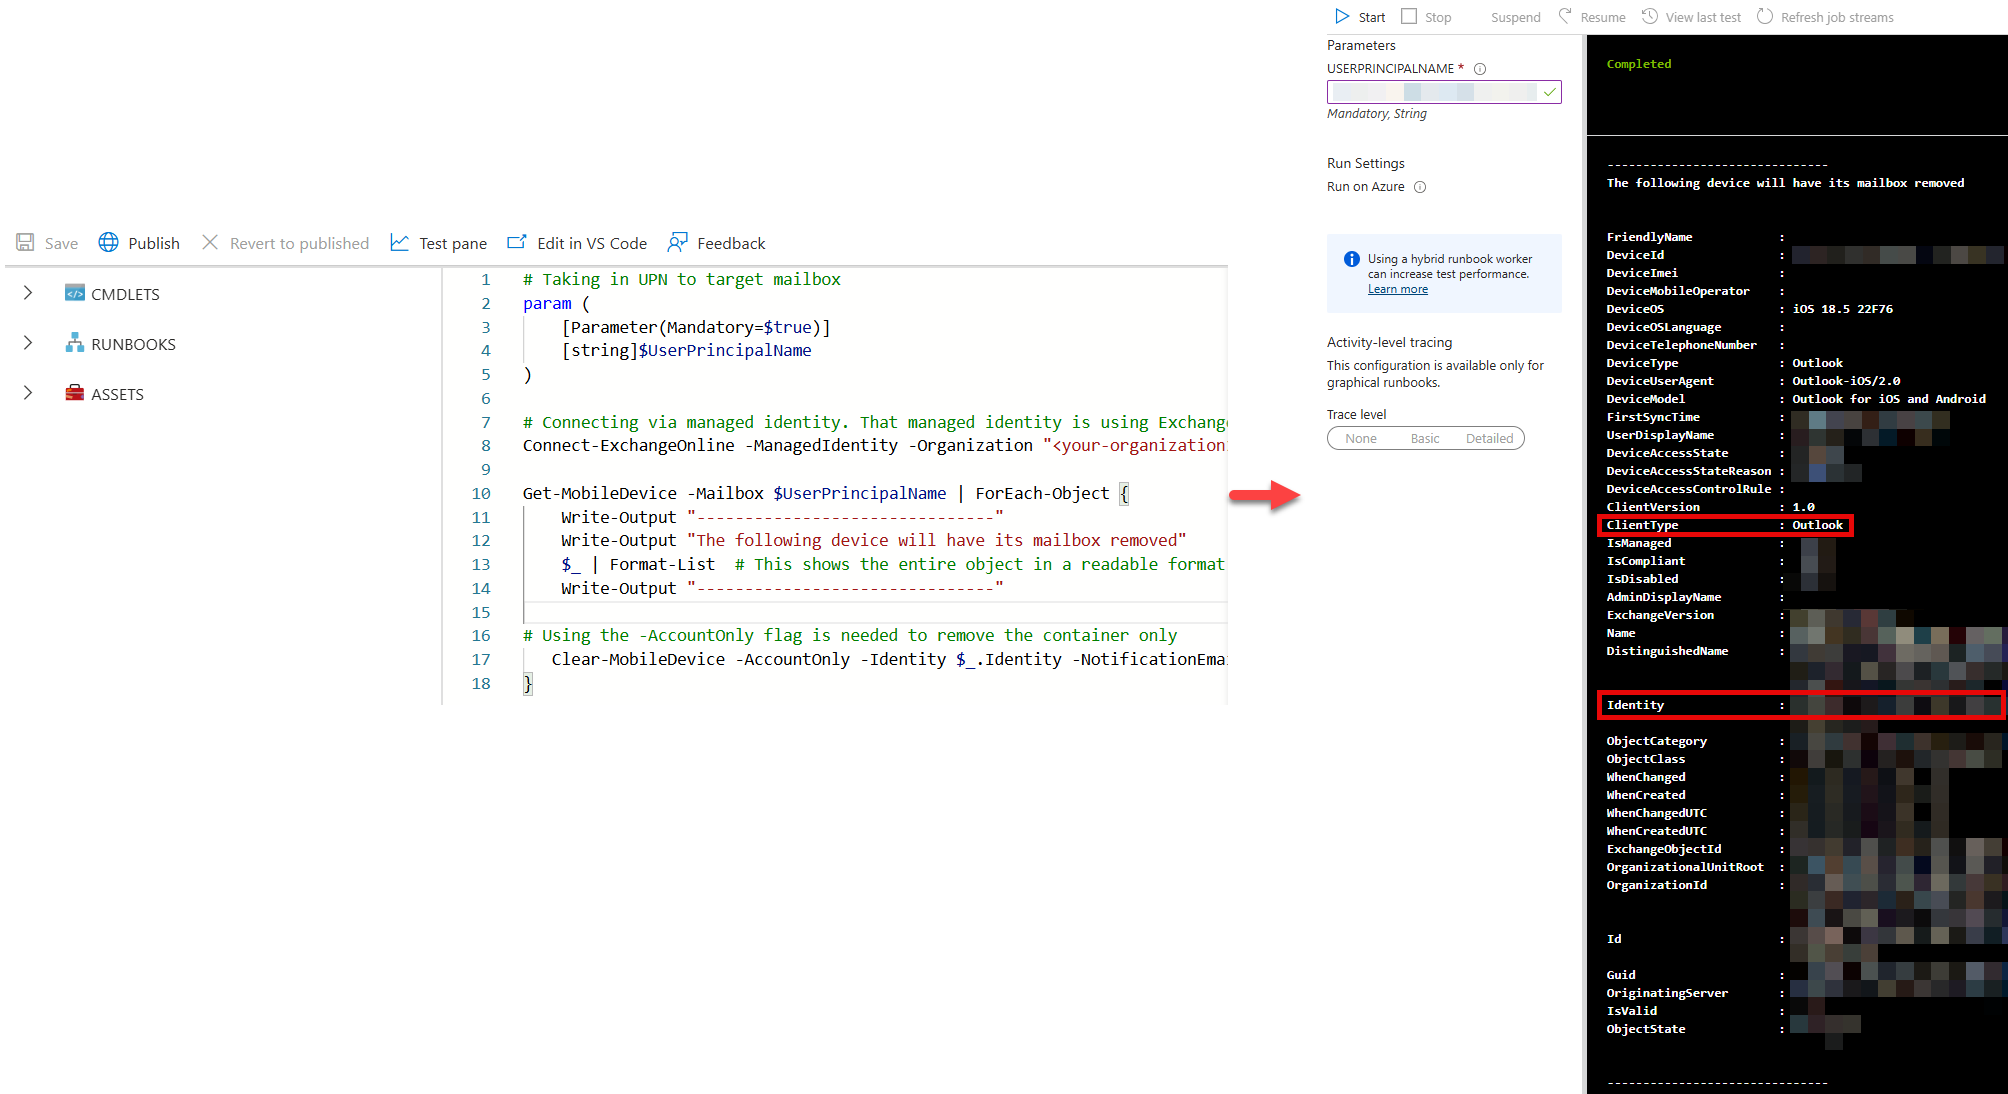 Save Publish Revert to published Test pane Edit in VS Code Feedback
CMDLETS
RUNBOOKS
ASSETS
1 # Taking in UPN to target mailbox
2 param (
3 [Parameter(Mandatory=$true)]
4 [string]$UserPrincipalName
5 )
6
7 # Connecting via managed identity. That managed identity is using Exchang
8 Connect-ExchangeOnline -ManagedIdentity -Organization "<your-organization
9
10 Get-MobileDevice -Mailbox $UserPrincipalName | ForEach-Object {
11 Write-Output "-------------------------------"
12 Write-Output "The following device will have its mailbox removed"
13 $_ | Format-List # This shows the entire object in a readable format
14 Write-Output "-------------------------------"
15
16 # Using the -AccountOnly flag is needed to remove the container only
17 Clear-MobileDevice -AccountOnly -Identity $_.Identity -NotificationEma
18 }
Start Stop Suspend Resume View last test Refresh job streams
Parameters
USERPRINCIPALNAME *
Mandatory, String
Run Settings
Run on Azure
Using a hybrid runbook worker
can increase test performance.
Learn more
Activity-level tracing
This configuration is available only for
graphical runbooks.
Trace level
None Basic Detailed
Completed
-------------------------------
The following device will have its mailbox removed
FriendlyName :
DeviceId :
DeviceImei :
DeviceMobileOperator :
DeviceOS : iOS 18.5 22F76
DeviceOSLanguage :
DeviceTelephoneNumber :
DeviceType : Outlook
DeviceUserAgent : Outlook-iOS/2.0
DeviceModel : Outlook for iOS and Android
FirstSyncTime :
UserDisplayName :
DeviceAccessState :
DeviceAccessStateReason :
DeviceAccessControlRule :
ClientVersion : 1.0
ClientType : Outlook
IsManaged :
IsCompliant :
IsDisabled :
AdminDisplayName :
ExchangeVersion :
Name :
DistinguishedName :
Identity :
ObjectCategory :
ObjectClass :
WhenChanged :
WhenCreated :
WhenChangedUTC :
WhenCreatedUTC :
ExchangeObjectId :
OrganizationalUnitRoot :
OrganizationId :
Id :
Guid :
OriginatingServer :
IsValid :
ObjectState :
-------------------------------